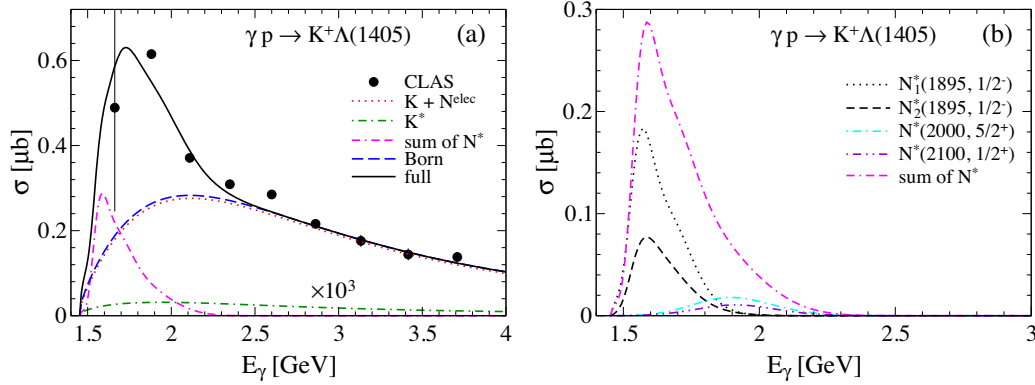 γ p → K⁺Λ(1405) (a)
CLAS
K + Nᵉˡᵉᶜ
K*
sum of N*
Born
full
×10³
0.6
0.4
0.2
0
σ [μb]
1.5 2 2.5 3 3.5 4
E_γ [GeV]
(b)
γ p → K⁺Λ(1405)
N₁*(1895, 1/2⁻)
N₂*(1895, 1/2⁻)
N*(2000, 5/2⁺)
N*(2100, 1/2⁺)
sum of N*
0.3
0.2
0.1
0
σ [μb]
1.5 2 2.5 3
E_γ [GeV]